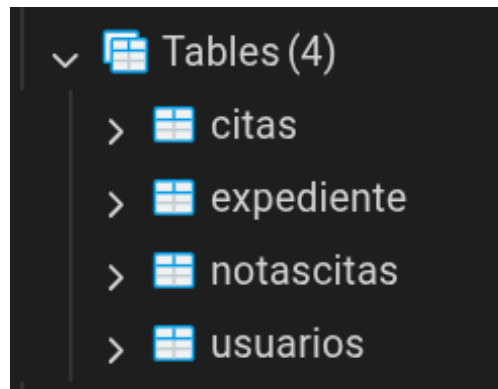 Tables (4)
citas
expediente
notascitas
usuarios